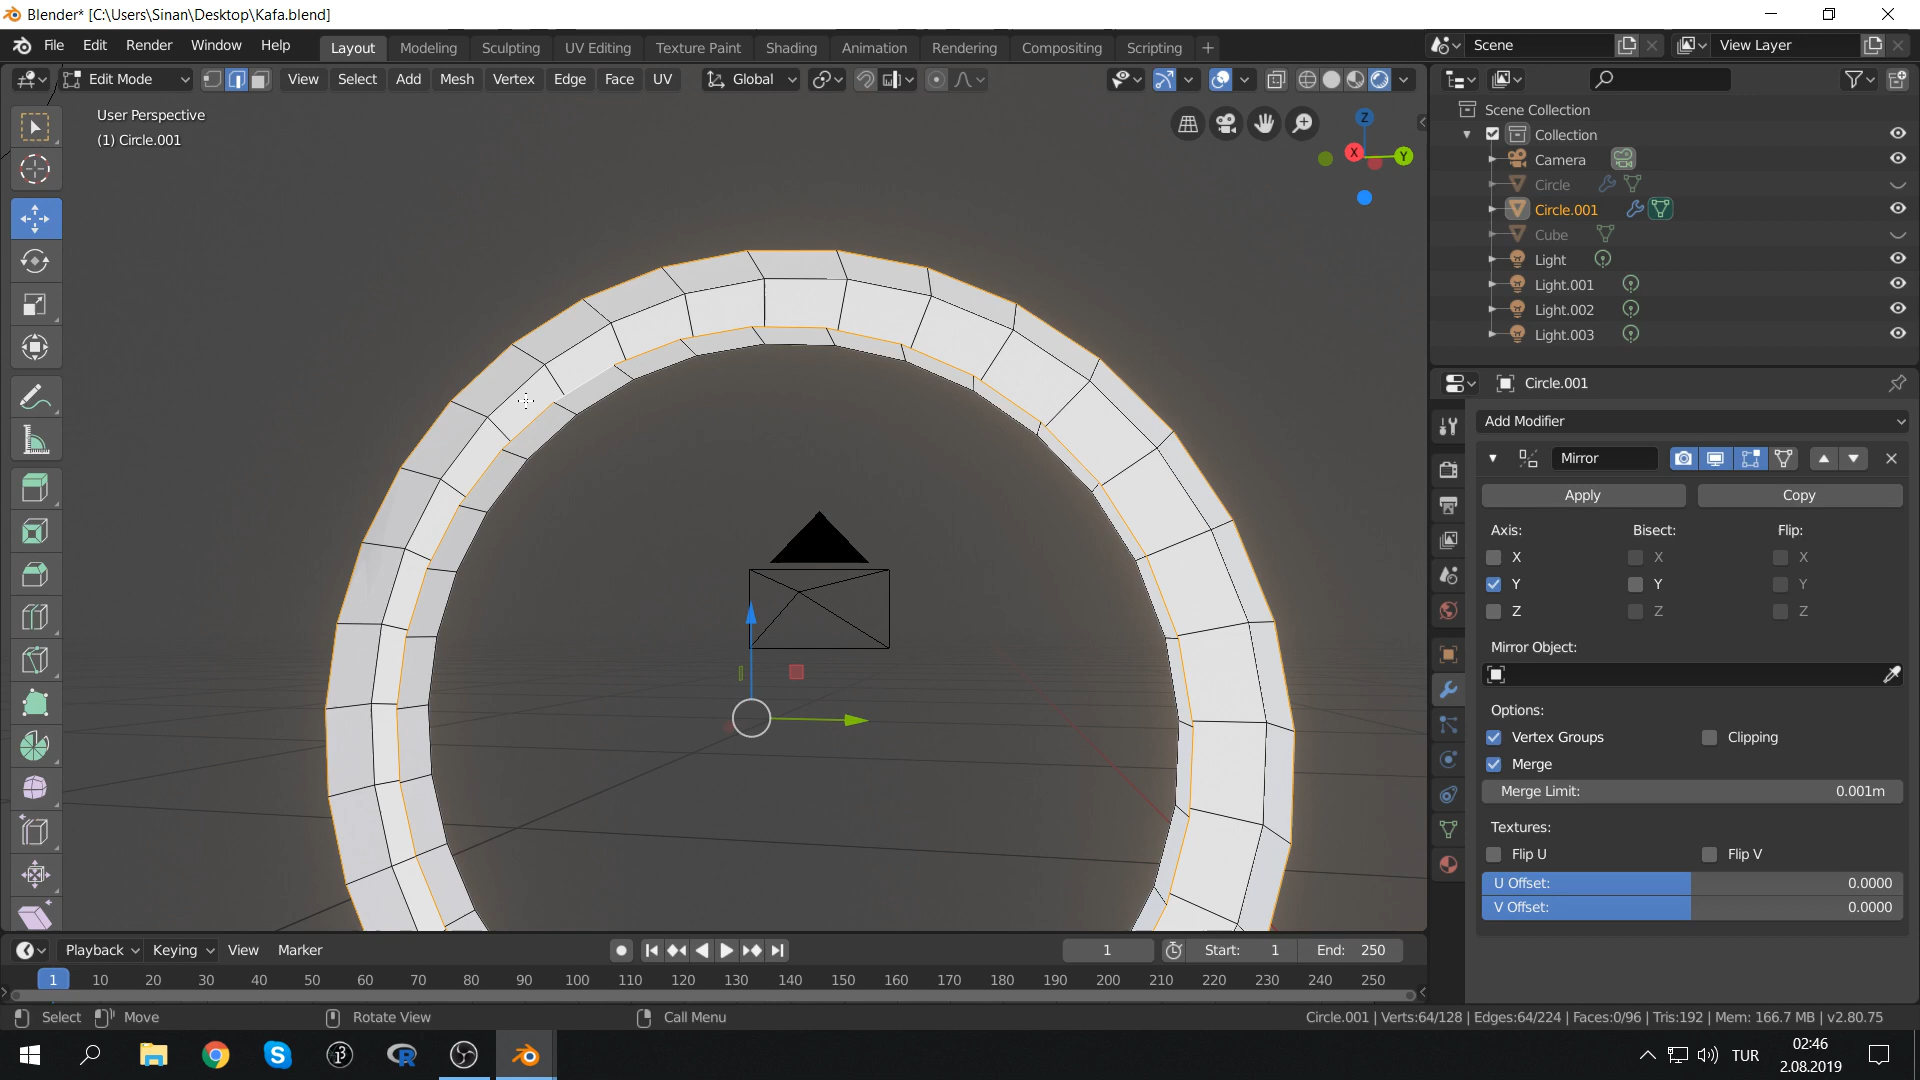 Blender* [C:\Users\Sinan\Desktop\Kafa.blend]
File Edit Render Window Help Layout Modeling Sculpting UV Editing Texture Paint Shading Animation Rendering Compositing Scripting + Scene View Layer
Edit Mode View Select Add Mesh Vertex Edge Face UV Global
User Perspective
(1) Circle.001
Z
X
Y
Scene Collection
Collection
Camera
Circle
Circle.001
Cube
Light
Light.001
Light.002
Light.003
Circle.001
Add Modifier
Mirror
Apply Copy
Axis: Bisect: Flip:
X X X
Y Y Y
Z Z Z
Mirror Object:
Options:
Vertex Groups Clipping
Merge
Merge Limit: 0.001m
Textures:
Flip U Flip V
U Offset: 0.0000
V Offset: 0.0000
Playback Keying View Marker 1 Start: 1 End: 250
1 10 20 30 40 50 60 70 80 90 100 110 120 130 140 150 160 170 180 190 200 210 220 230 240 250
Select Move Rotate View Call Menu Circle.001 | Verts:64/128 | Edges:64/224 | Faces:0/96 | Tris:192 | Mem: 166.7 MB | v2.80.75
TUR
02:46
2.08.2019